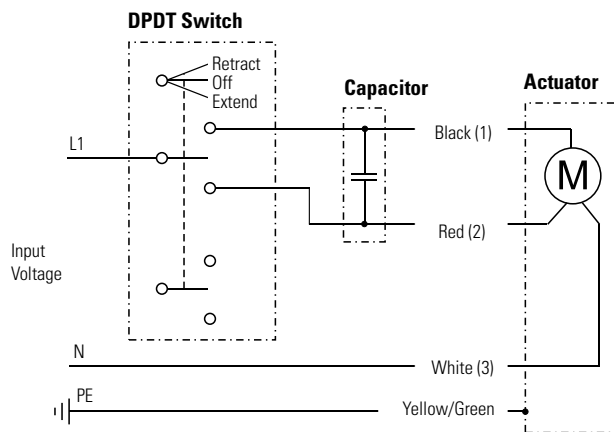 DPDT Switch
Retract
Off
Extend
Capacitor
Actuator
L1
Black (1)
M
Red (2)
Input
Voltage
N
White (3)
PE
Yellow/Green